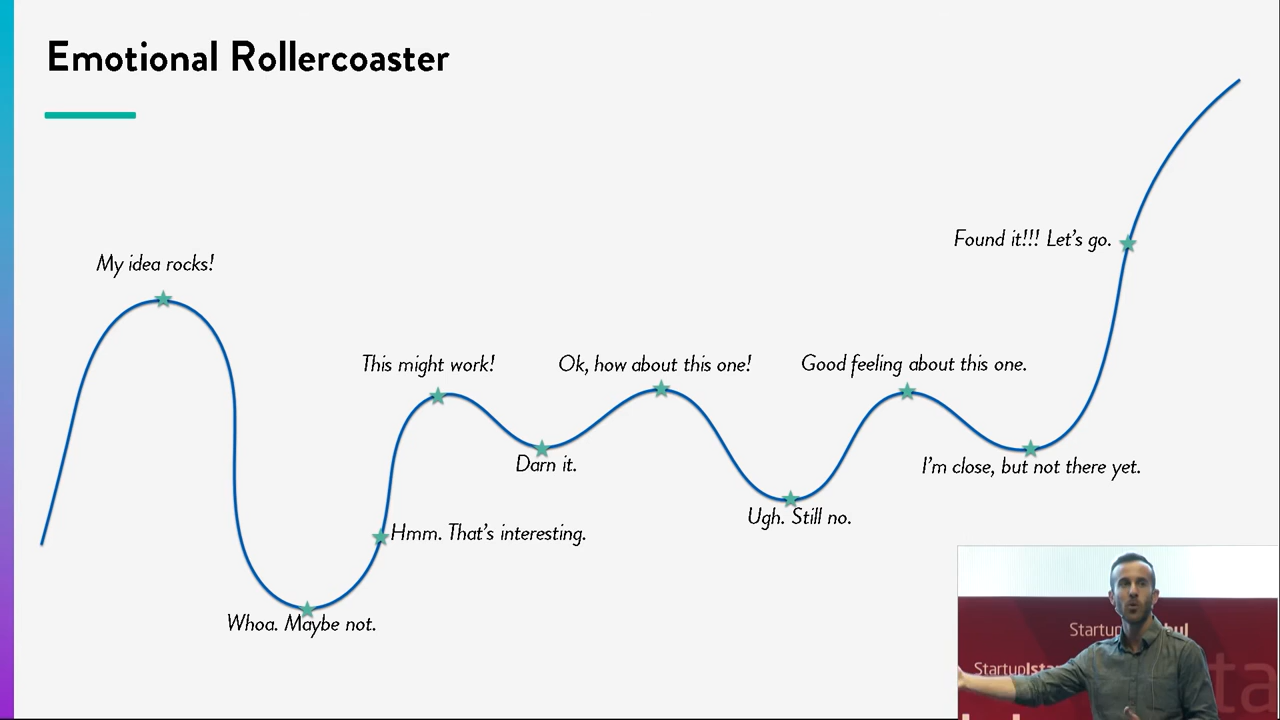 Emotional Rollercoaster
My idea rocks!
Whoa. Maybe not.
Hmm. That's interesting.
This might work!
Darn it.
Ok, how about this one!
Ugh. Still no.
Good feeling about this one.
I'm close, but not there yet.
Found it!!! Let's go.
Startup
StartupIsta